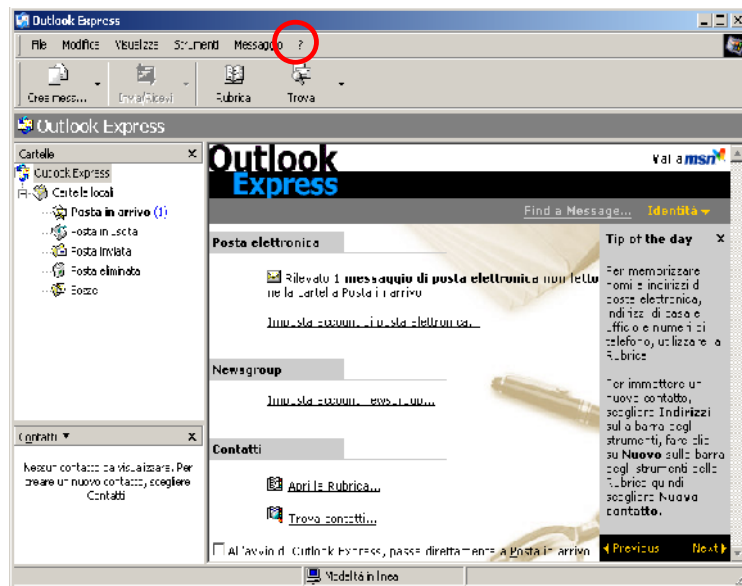 Outlook Express
File Modifica Visualizza Strumenti Messaggio ?
Crea mess... Invia/Ricevi Rubrica Trova
Outlook Express
Cartelle x
Outlook Express
Cartelle locali
Posta in arrivo (1)
Posta in uscita
Posta inviata
Posta eliminata
Bozze
Contatti x
Nessun contatto da visualizzare. Per
creare un nuovo contatto, scegliere
Contatti
Outlook
Express
Vai a msn
Find a Message... Identità
Posta elettronica
Rilevato 1 messaggio di posta elettronica non letto
nella cartella Posta in arrivo
Imposta account di posta elettronica...
Newsgroup
Imposta account newsgroup...
Contatti
Apri la Rubrica...
Trova contatti...
Al'avvio di Outlook Express, passa direttamente a Posta in arrivo
Tip of the day x
Per memorizzare
nomi e indirizzi di
posta elettronica,
indirizzi di casa e
ufficio e numeri di
telefono, utilizzare la
Rubrica
Per immettere un
nuovo contatto,
scegliere Indirizzi
sulla barra degli
strumenti, fare clic
su Nuovo sulla barra
degli strumenti della
Rubrica quindi
scegliere Nuovo
contatto.
Previous Next
Modalità in linea